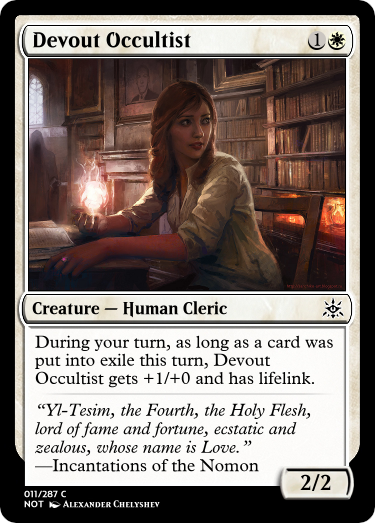 Devout Occultist 1
Creature — Human Cleric
During your turn, as long as a card was
put into exile this turn, Devout
Occultist gets +1/+0 and has lifelink.
“Yl-Tesim, the Fourth, the Holy Flesh,
lord of fame and fortune, ecstatic and
zealous, whose name is Love.”
—Incantations of the Nomon
2/2
011/287 C
NOT Alexander Chelyshev